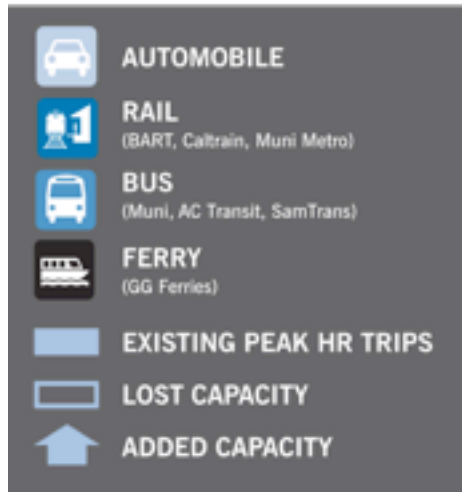 AUTOMOBILE
RAIL
(BART, Caltrain, Muni Metro)
BUS
(Muni, AC Transit, SamTrans)
FERRY
(GG Ferries)
EXISTING PEAK HR TRIPS
LOST CAPACITY
ADDED CAPACITY